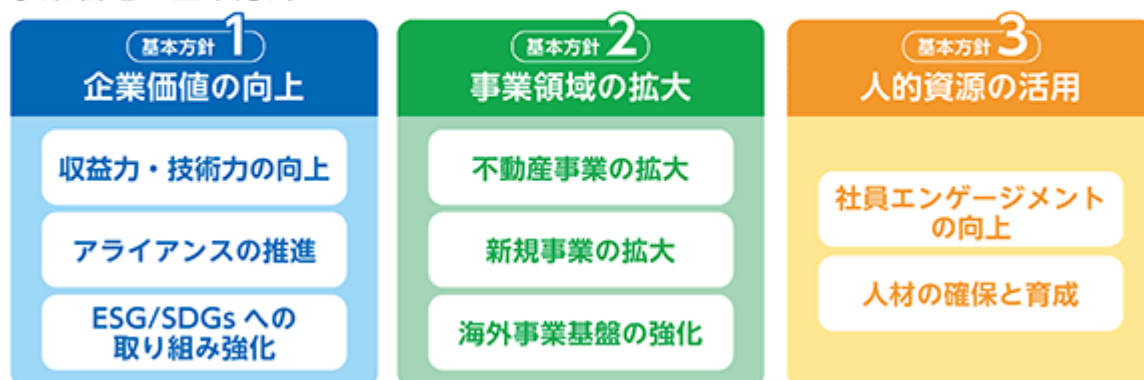 基本方針 1
企業価値の向上
収益力・技術力の向上
アライアンスの推進
ESG/SDGs への
取り組み強化
基本方針 2
事業領域の拡大
不動産事業の拡大
新規事業の拡大
海外事業基盤の強化
基本方針 3
人的資源の活用
社員エンゲージメント
の向上
人材の確保と育成